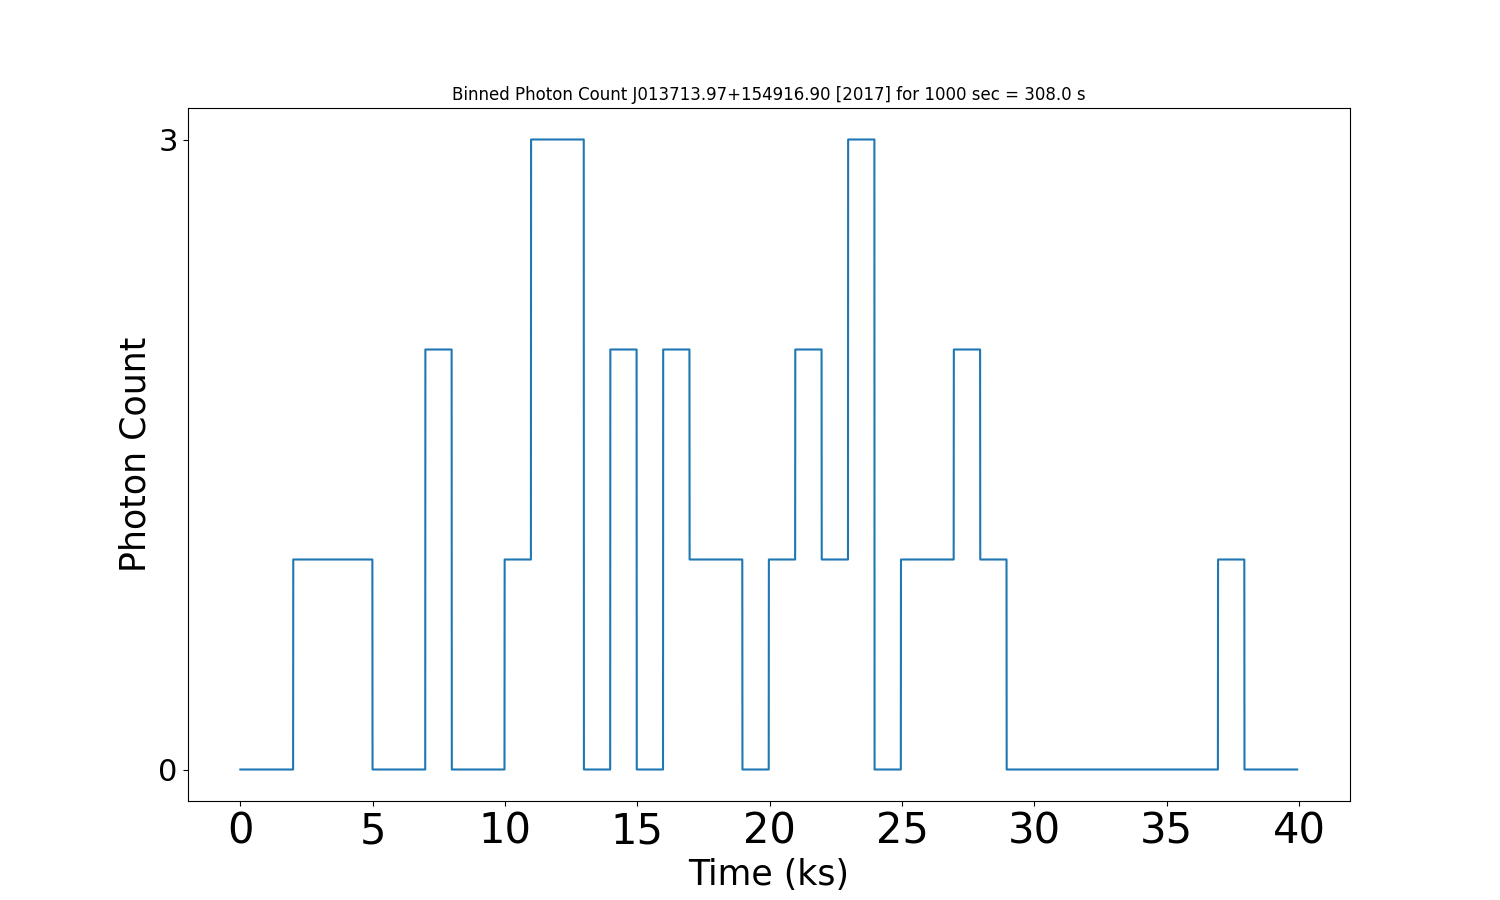 Binned Photon Count J013713.97+154916.90 [2017] for 1000 sec = 308.0 s
3
Photon Count
0
0 5 10 15 20 25 30 35 40
Time (ks)